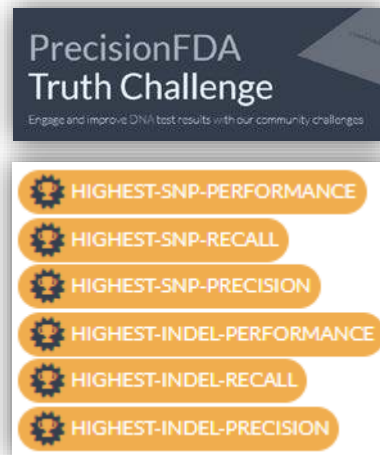 PrecisionFDA
Truth Challenge
Engage and improve DNA test results with our community challenges
HIGHEST-SNP-PERFORMANCE
HIGHEST-SNP-RECALL
HIGHEST-SNP-PRECISION
HIGHEST-INDEL-PERFORMANCE
HIGHEST-INDEL-RECALL
HIGHEST-INDEL-PRECISION